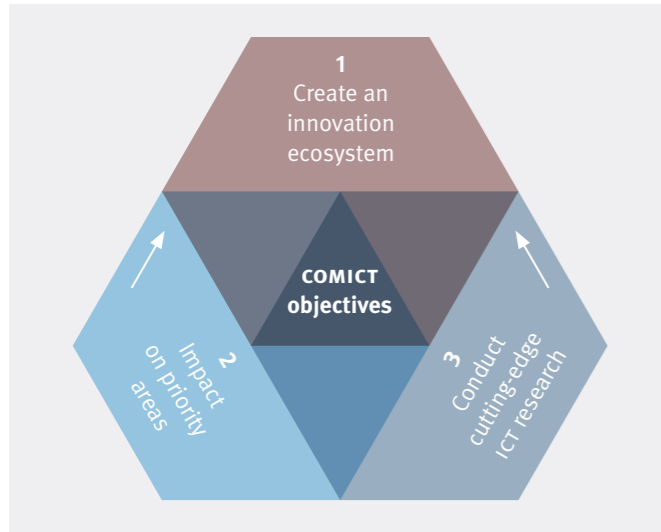 1
Create an
innovation
ecosystem
COMICT
objectives
2
Impact
on priority
areas
3
Conduct
cutting-edge
ICT research